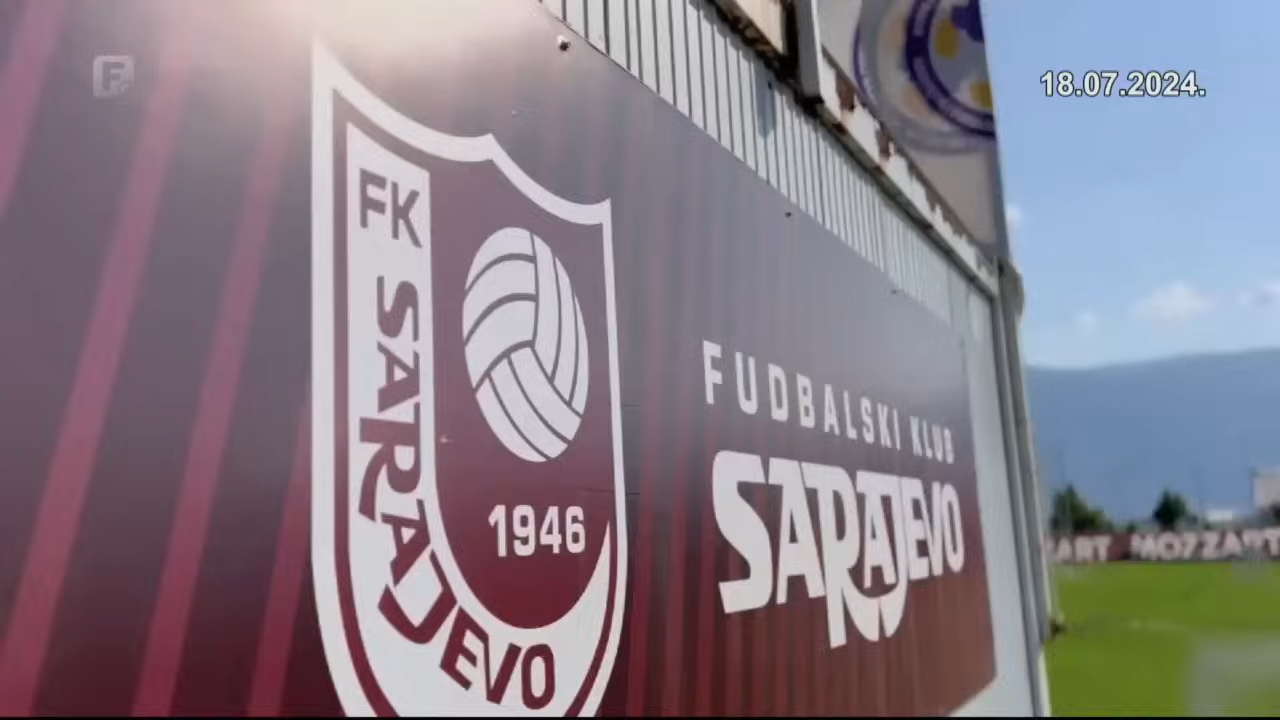 F
18.07.2024.
FK SARAJEVO
1946
FUDBALSKI KLUB
SARAJEVO
MOZZART